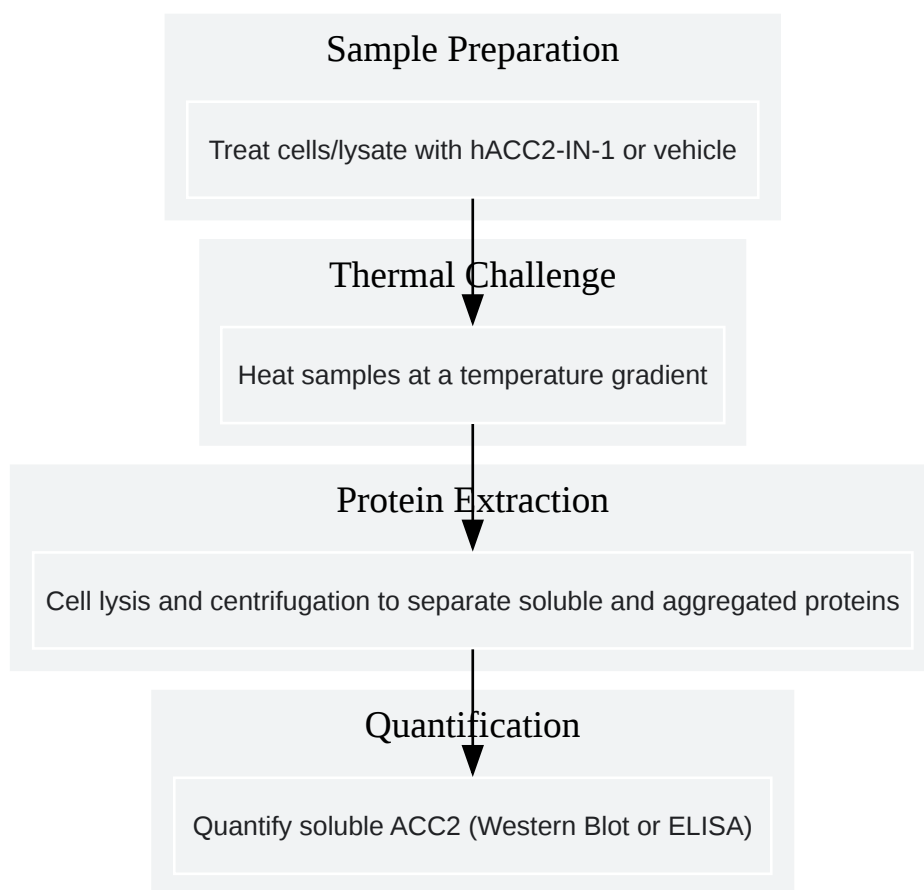 Sample Preparation
Treat cells/lysate with hACC2-IN-1 or vehicle
Thermal Challenge
Heat samples at a temperature gradient
Protein Extraction
Cell lysis and centrifugation to separate soluble and aggregated proteins
Quantification
Quantify soluble ACC2 (Western Blot or ELISA)